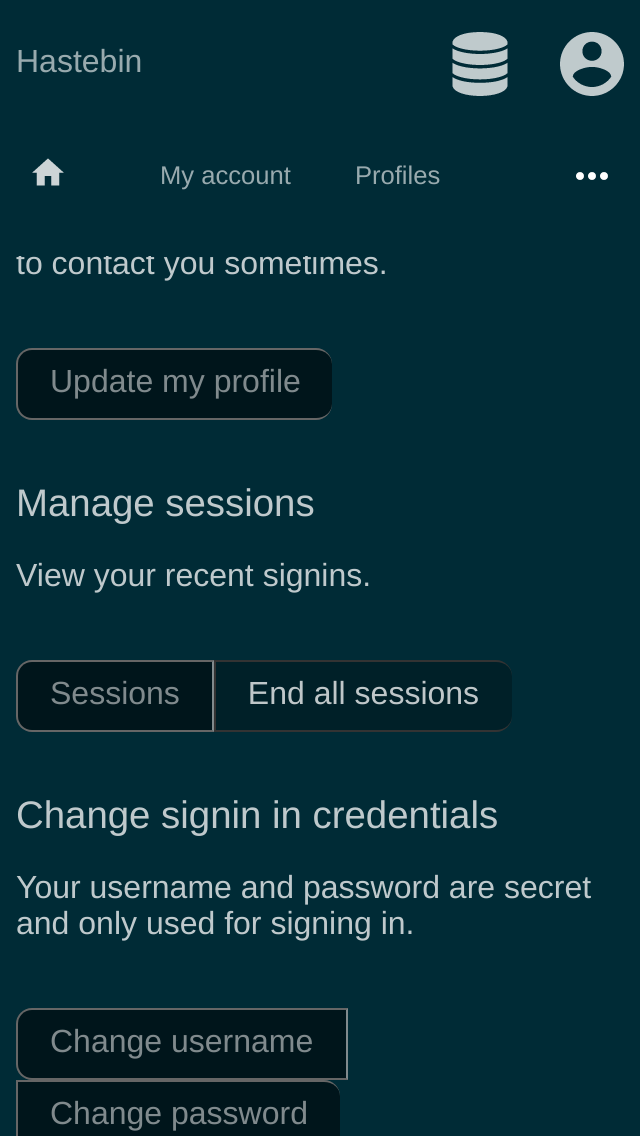 Hastebin
My account
Profiles
to contact you sometimes.
Update my profile
Manage sessions
View your recent signins.
Sessions
End all sessions
Change signin in credentials
Your username and password are secret
and only used for signing in.
Change username
Change password